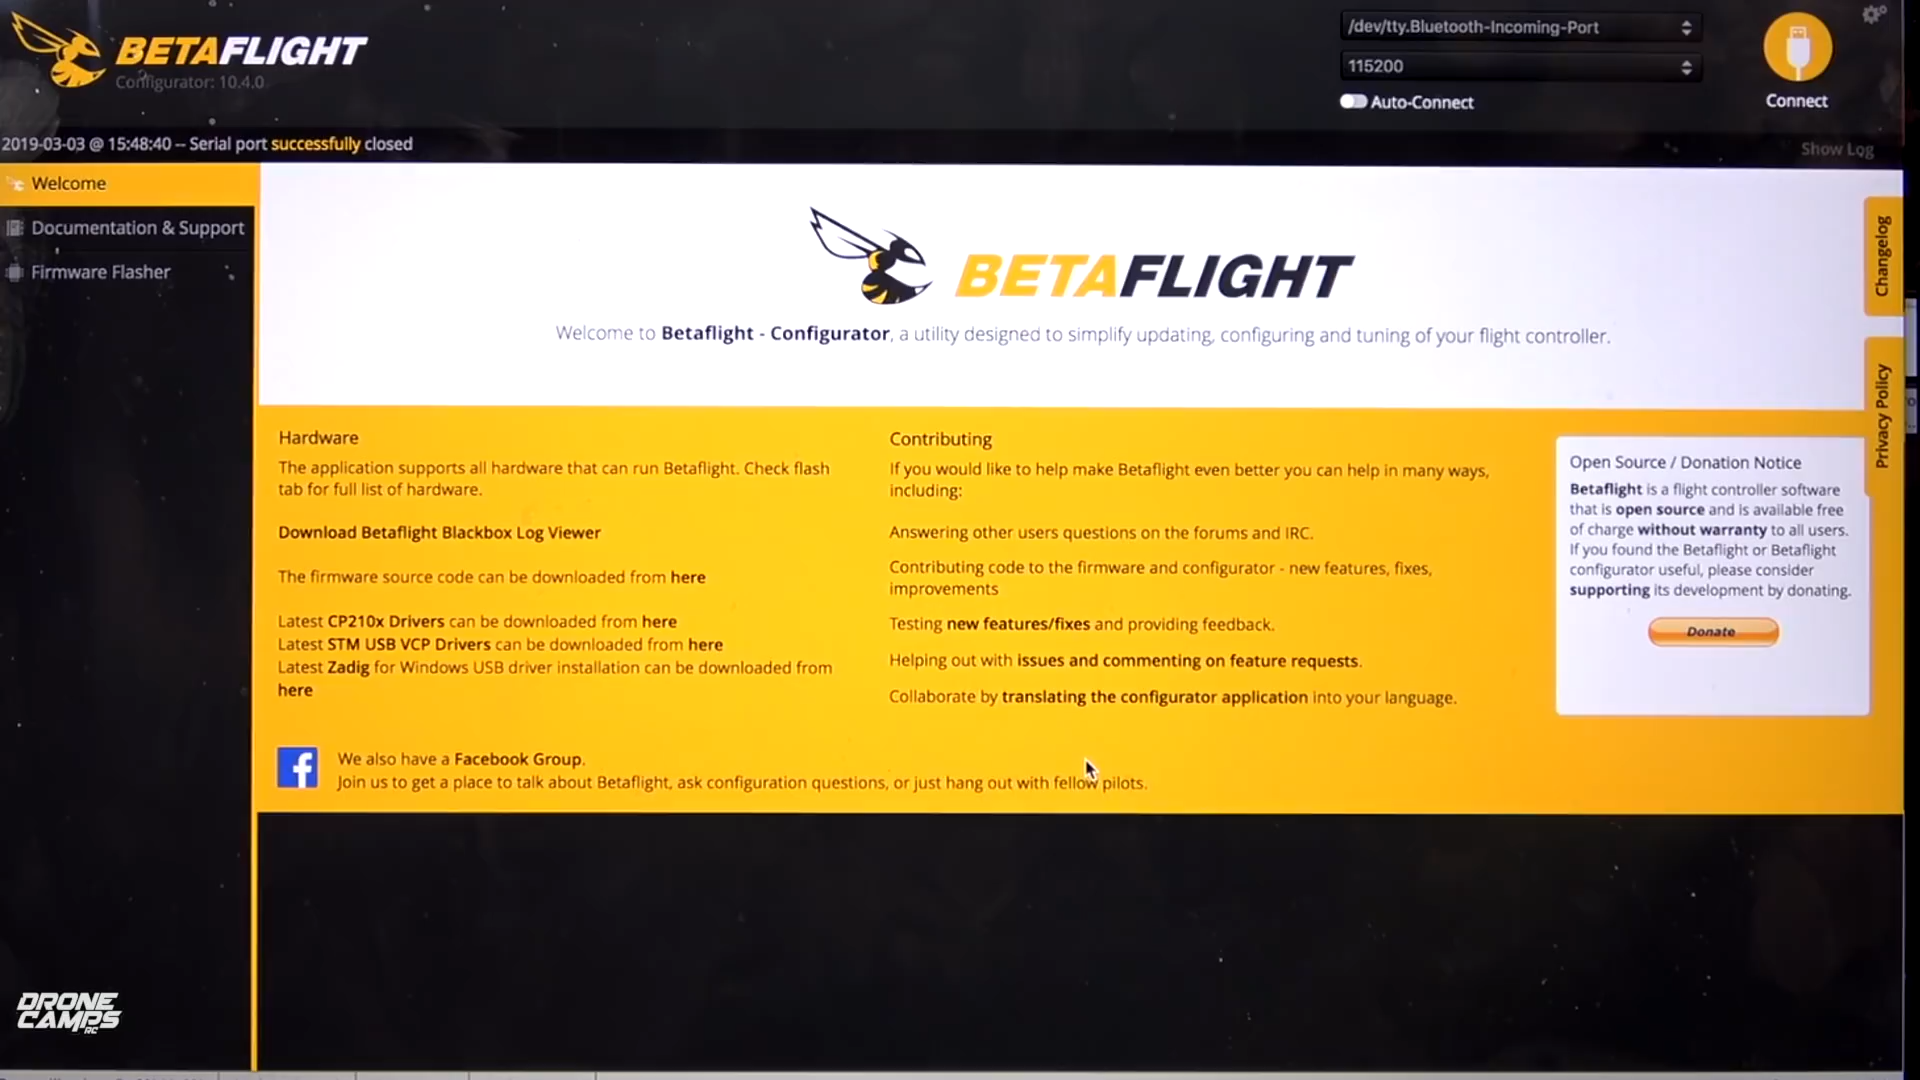 BETAFLIGHT
Configurator: 10.4.0
/dev/tty.Bluetooth-Incoming-Port
115200
Auto-Connect
Connect
2019-03-03 @ 15:48:40 -- Serial port successfully closed
Show Log
Welcome
Documentation & Support
Firmware Flasher
BETAFLIGHT
Welcome to Betaflight - Configurator, a utility designed to simplify updating, configuring and tuning of your flight controller.
Changelog
Privacy Policy
Hardware
The application supports all hardware that can run Betaflight. Check flash
tab for full list of hardware.
Download Betaflight Blackbox Log Viewer
The firmware source code can be downloaded from here
Latest CP210x Drivers can be downloaded from here
Latest STM USB VCP Drivers can be downloaded from here
Latest Zadig for Windows USB driver installation can be downloaded from
here
Contributing
If you would like to help make Betaflight even better you can help in many ways,
including:
Answering other users questions on the forums and IRC.
Contributing code to the firmware and configurator - new features, fixes,
improvements
Testing new features/fixes and providing feedback.
Helping out with issues and commenting on feature requests.
Collaborate by translating the configurator application into your language.
Open Source / Donation Notice
Betaflight is a flight controller software
that is open source and is available free
of charge without warranty to all users.
If you found the Betaflight or Betaflight
configurator useful, please consider
supporting its development by donating.
Donate
We also have a Facebook Group.
Join us to get a place to talk about Betaflight, ask configuration questions, or just hang out with fellow pilots.
DRONE
CAMPS
RC